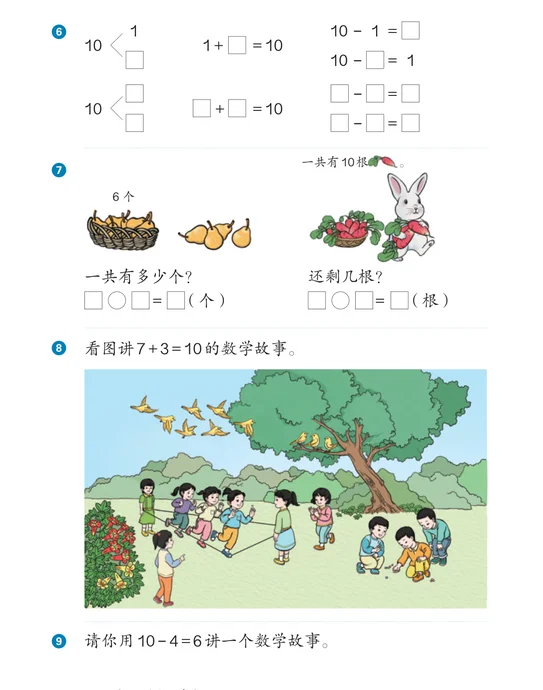 6
1
10
□
1+□=10
10-1=□
10-□=1
□
10
□
□+□=10
□-□=□
□-□=□
7
6个
一共有多少个?
□○□=□(个)
一共有10根 。
还剩几根?
□○□=□(根)
8 看图讲7+3=10的数学故事。
9 请你用10-4=6讲一个数学故事。